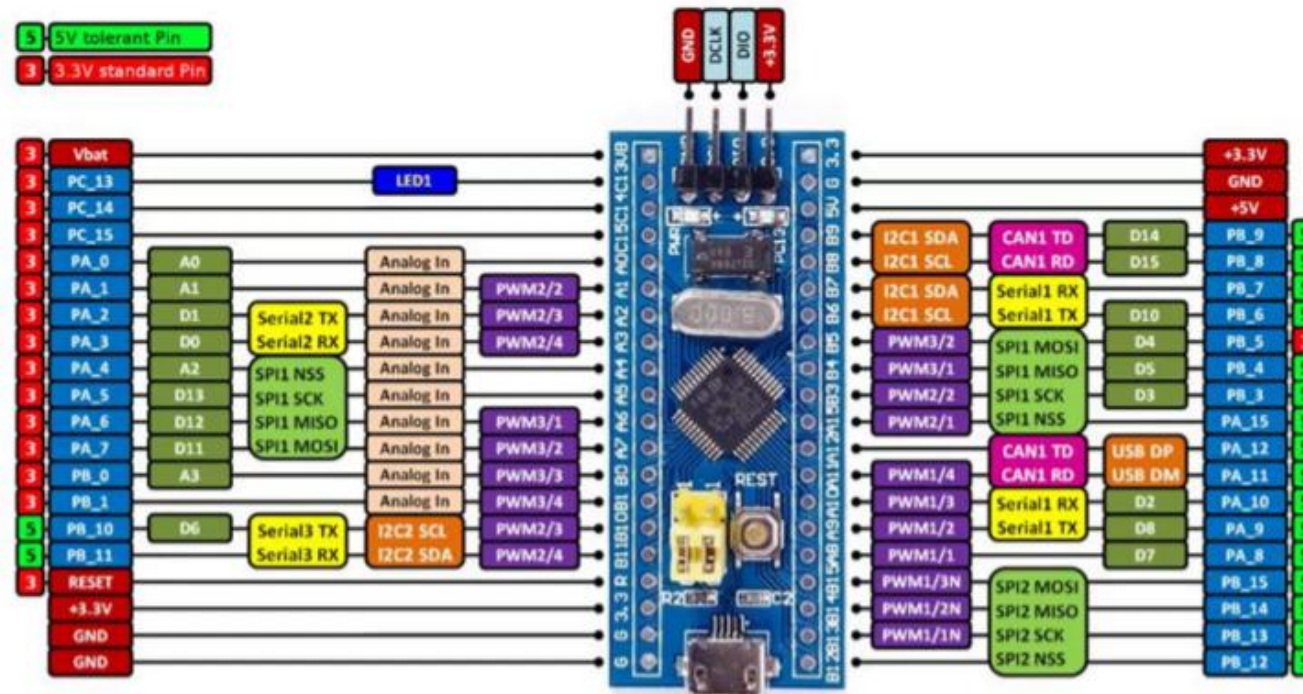 5 5V tolerant Pin
3 3.3V standard Pin
GND DCLK DIO +3.3V
3 Vbat
3 PC_13 LED1
3 PC_14
3 PC_15
3 PA_0 A0 Analog In
3 PA_1 A1 Analog In PWM2/2
3 PA_2 D1 Serial2 TX Analog In PWM2/3
3 PA_3 D0 Serial2 RX Analog In PWM2/4
3 PA_4 A2 SPI1 NSS Analog In
3 PA_5 D13 SPI1 SCK Analog In
3 PA_6 D12 SPI1 MISO Analog In PWM3/1
3 PA_7 D11 SPI1 MOSI Analog In PWM3/2
3 PB_0 A3 Analog In PWM3/3
3 PB_1 Analog In PWM3/4
5 PB_10 D6 Serial3 TX I2C2 SCL PWM2/3
5 PB_11 Serial3 RX I2C2 SDA PWM2/4
3 RESET
+3.3V
GND
GND
PWR PC13
8.000
REST
R2 C2
+3.3V
GND
+5V
I2C1 SDA CAN1 TD D14 PB_9
I2C1 SCL CAN1 RD D15 PB_8
I2C1 SDA Serial1 RX PB_7
I2C1 SCL Serial1 TX D10 PB_6
PWM3/2 SPI1 MOSI D4 PB_5
PWM3/1 SPI1 MISO D5 PB_4
PWM2/2 SPI1 SCK D3 PB_3
PWM2/1 SPI1 NSS PA_15
CAN1 TD USB DP PA_12
PWM1/4 CAN1 RD USB DM PA_11
PWM1/3 Serial1 RX D2 PA_10
PWM1/2 Serial1 TX D8 PA_9
PWM1/1 D7 PA_8
PWM1/3N SPI2 MOSI PB_15
PWM1/2N SPI2 MISO PB_14
PWM1/1N SPI2 SCK PB_13
SPI2 NSS PB_12